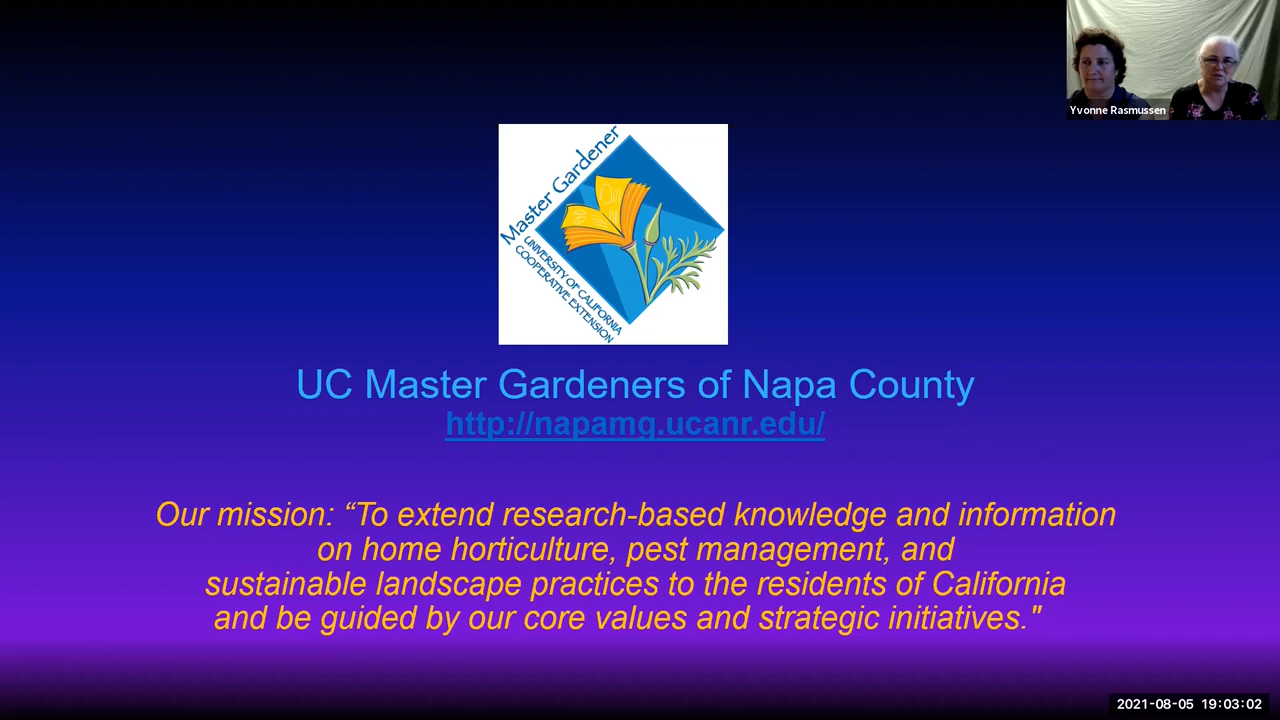 Yvonne Rasmussen
Master Gardener
UNIVERSITY OF CALIFORNIA
COOPERATIVE EXTENSION
UC Master Gardeners of Napa County
http://napamg.ucanr.edu/
Our mission: “To extend research-based knowledge and information
on home horticulture, pest management, and
sustainable landscape practices to the residents of California
and be guided by our core values and strategic initiatives."
2021-08-05 19:03:02